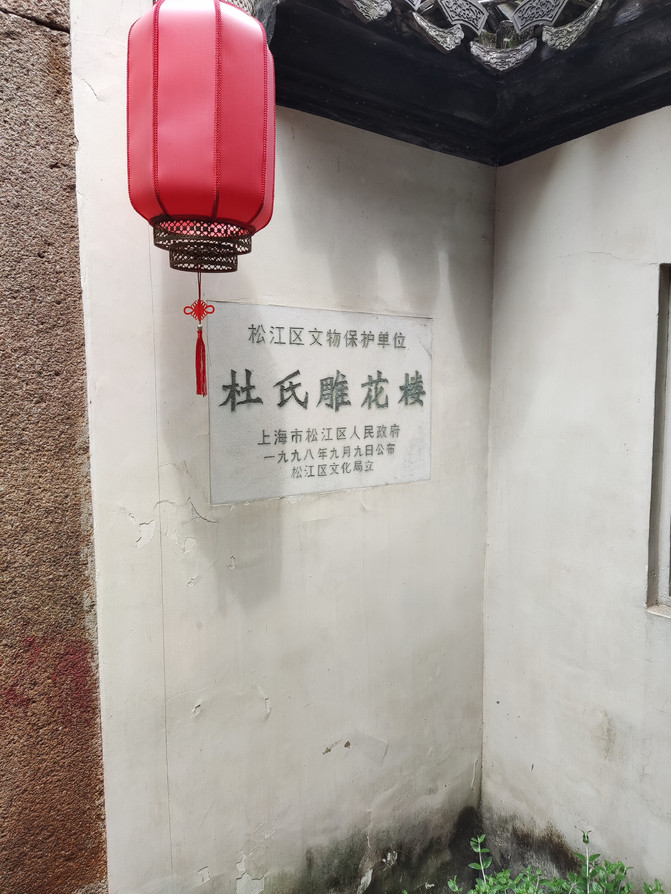 松江区文物保护单位
杜氏雕花楼
上海市松江区人民政府
一九九八年九月九日公布
松江区文化局立